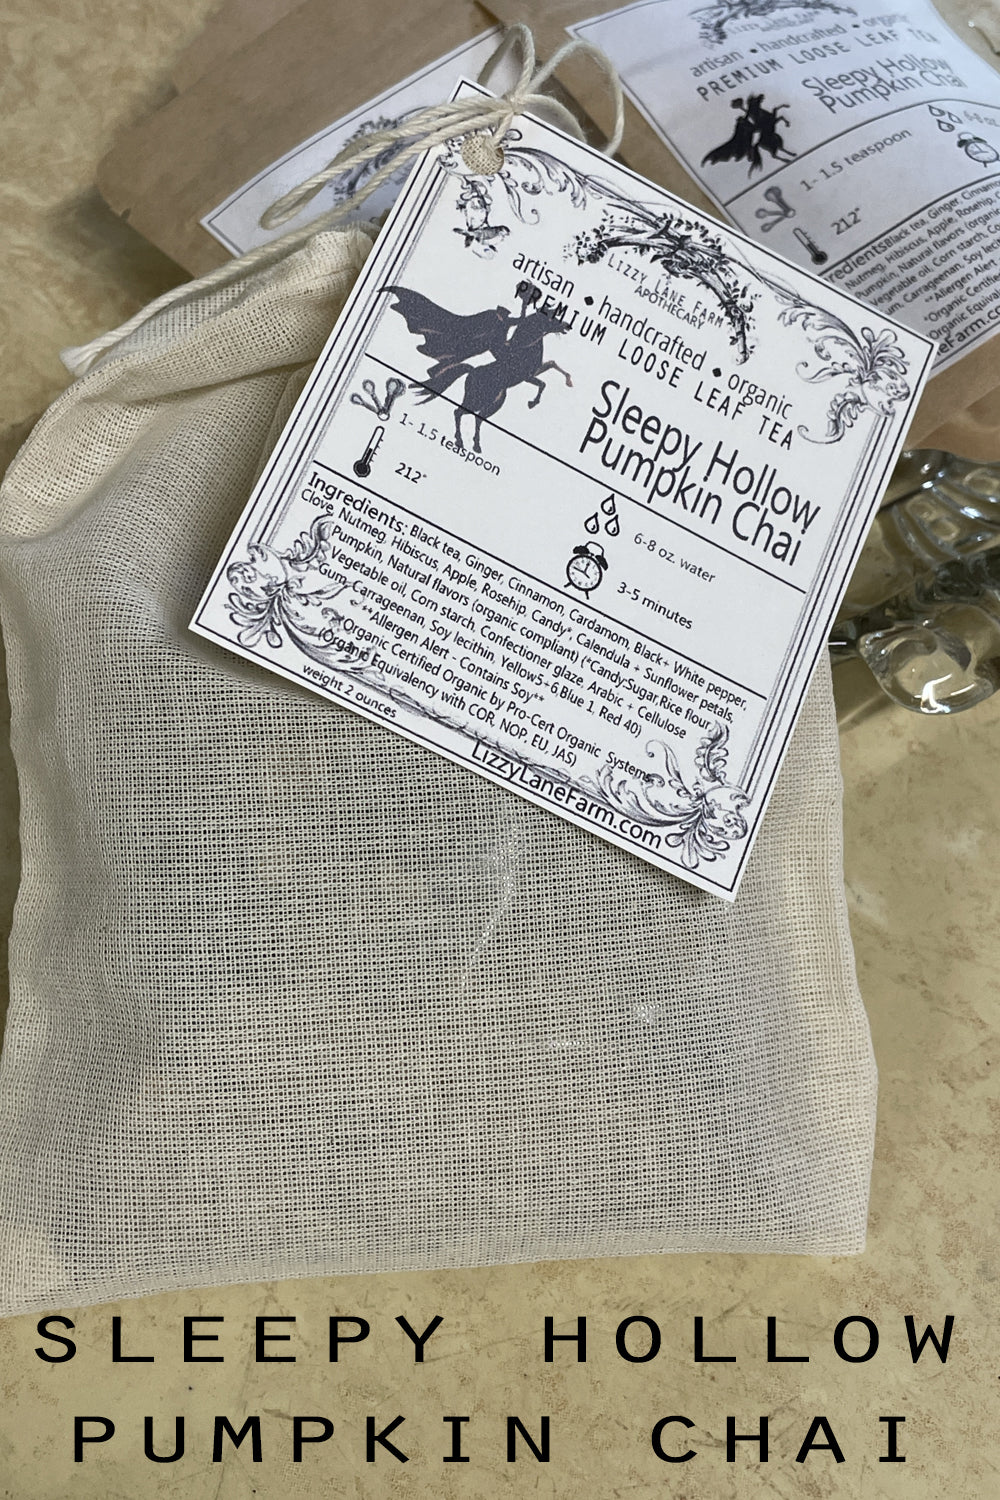 LIZZY LANE FARM
APOTHECARY
artisan ⬥ handcrafted ⬥ organic
PREMIUM LOOSE LEAF TEA
Sleepy Hollow
Pumpkin Chai
1- 1.5 teaspoon
6-8 oz. water
212°
3-5 minutes
Ingredients: Black tea, Ginger, Cinnamon, Cardamom, Black+ White pepper,
Clove, Nutmeg, Hibiscus, Apple, Rosehip, Candy*, Calendula + Sunflower petals,
Pumpkin, Natural flavors (organic compliant) (*Candy:Sugar,Rice flour,
Vegetable oil, Corn starch, Confectioner glaze, Arabic + Cellulose
Gum, Carrageenan, Soy lecithin, Yellow5+6,Blue 1, Red 40)
**Allergen Alert - Contains Soy**
*Organic Certified Organic by Pro-Cert Organic Systems
(Organic Equivalency with COR, NOP, EU, JAS)
weight 2 ounces
LizzyLaneFarm.com
artisan ⬥ handcrafted ⬥ organic
PREMIUM LOOSE LEAF TEA
Sleepy Hollow
Pumpkin Chai
1- 1.5 teaspoon
6-8 oz.
212°
SLEEPY HOLLOW
PUMPKIN CHAI